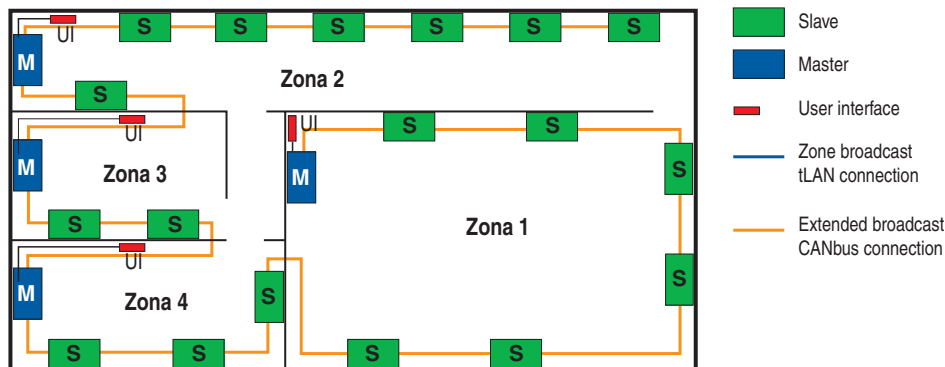 UI
S S S S S S
M
Zona 2
S
UI
M
Zona 3
S S
UI
M
Zona 4
S
S S
UI
S S
M
S
Zona 1
S
S S
Slave
Master
User interface
Zone broadcast
tLAN connection
Extended broadcast
CANbus connection